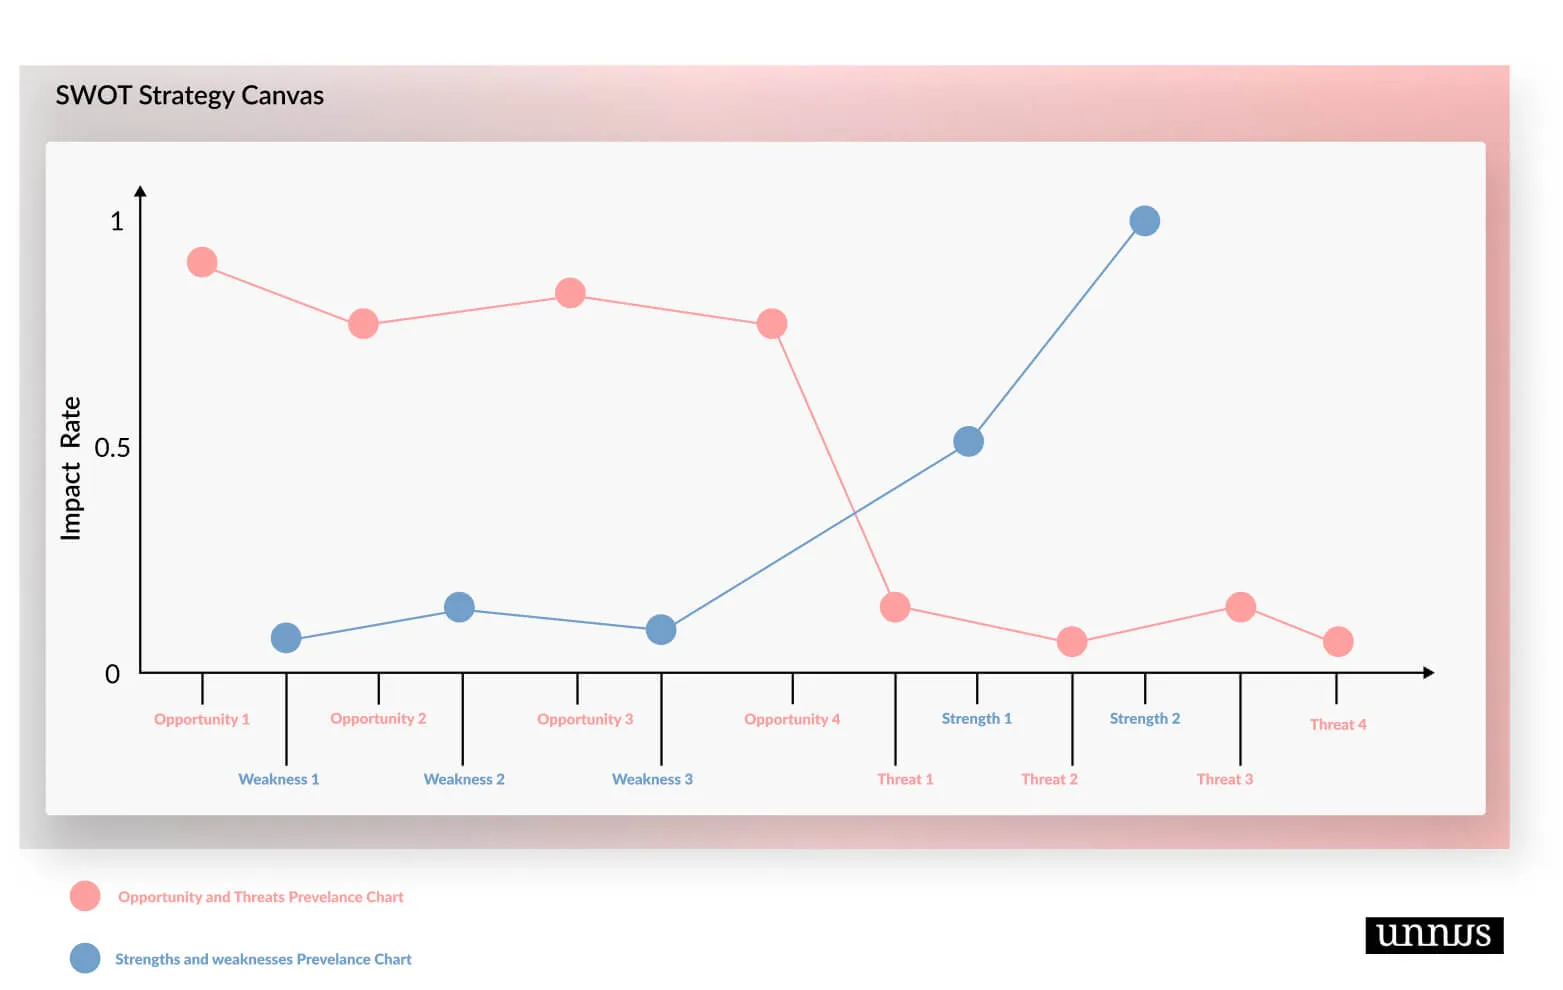 SWOT Strategy Canvas
1
0.5
0
Impact Rate
Opportunity 1
Opportunity 2
Opportunity 3
Opportunity 4
Strength 1
Strength 2
Threat 4
Weakness 1
Weakness 2
Weakness 3
Threat 1
Threat 2
Threat 3
Opportunity and Threats Prevelance Chart
Strengths and weaknesses Prevelance Chart
unnus